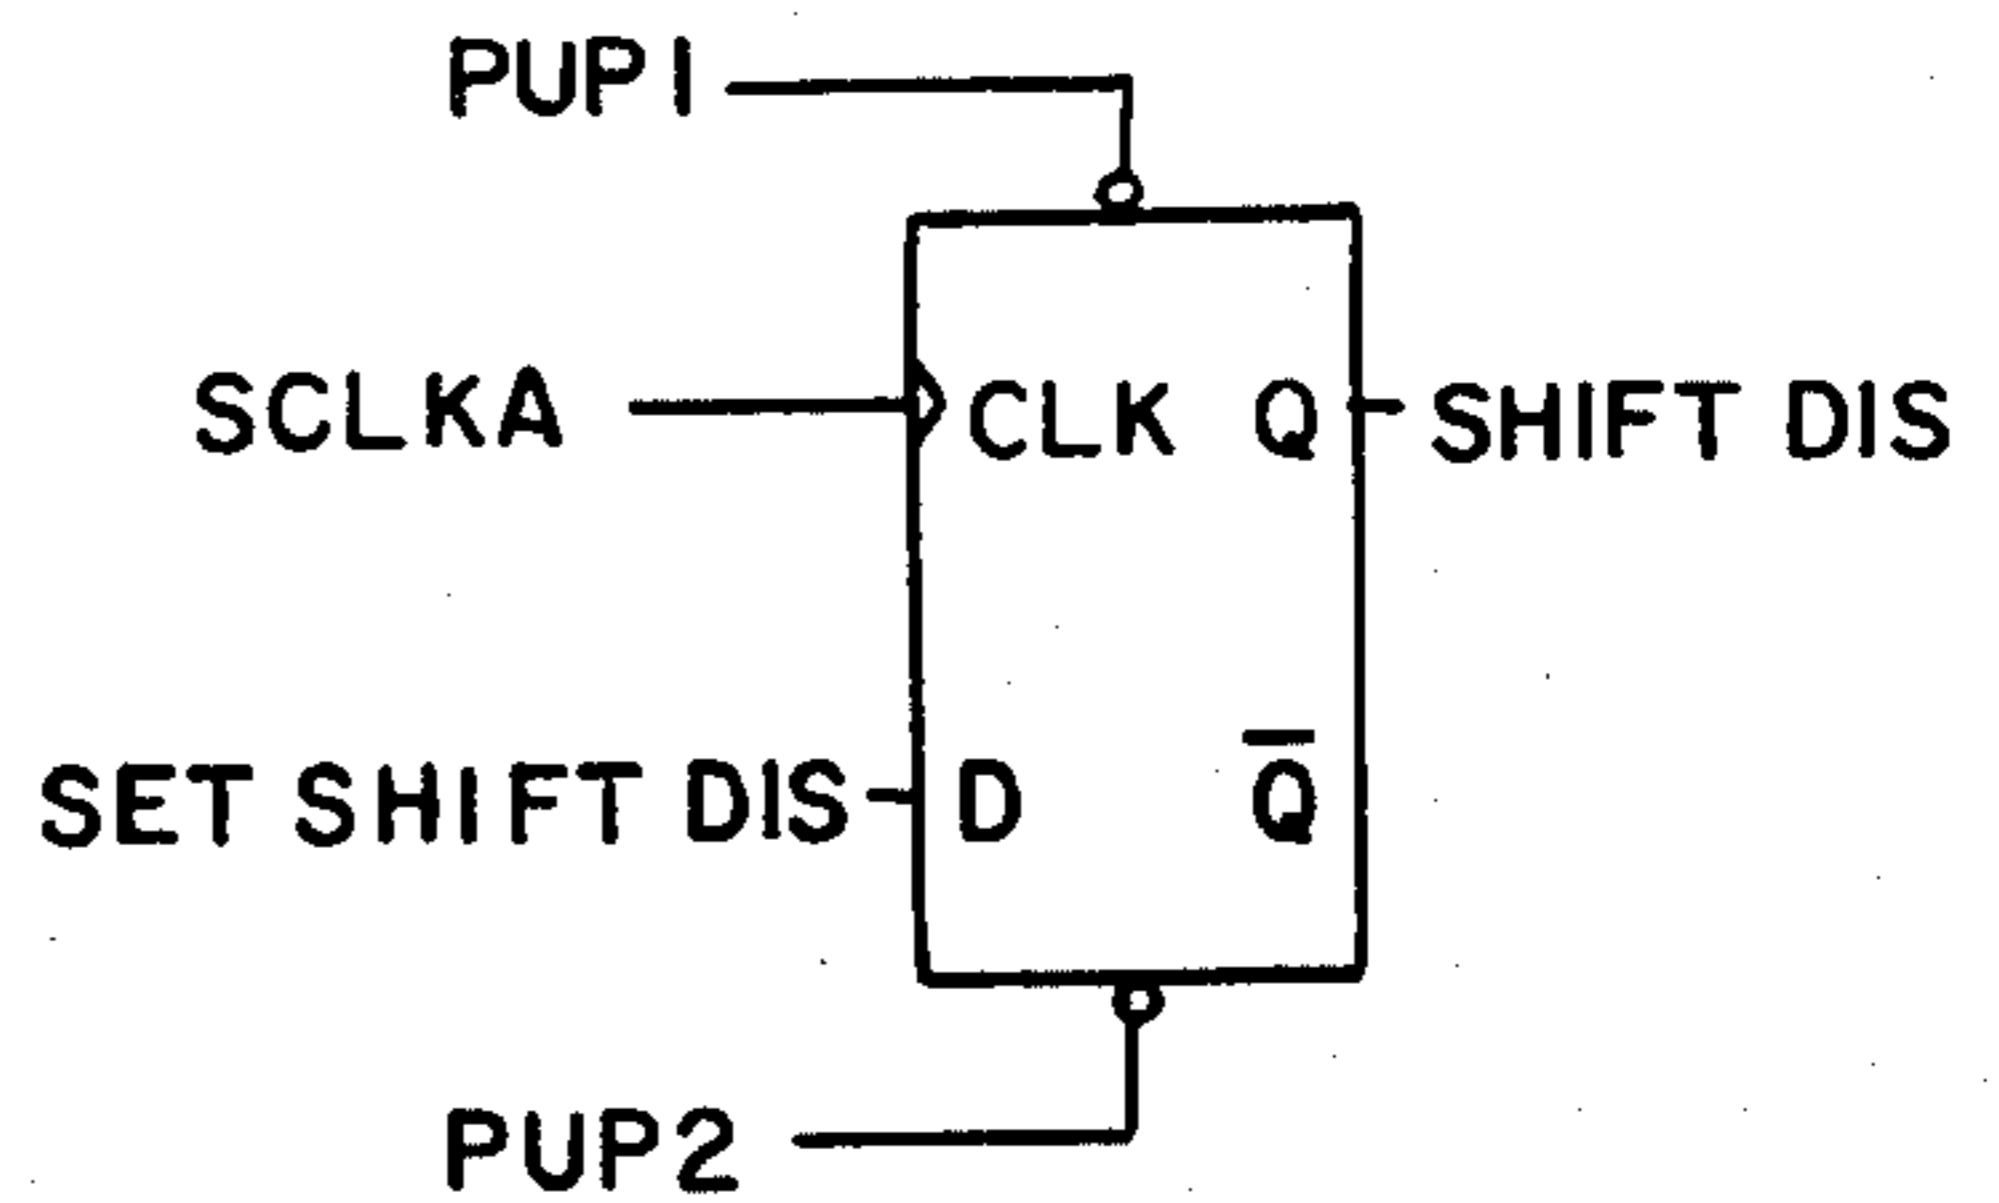 PUP1
SCLKA CLK Q SHIFT DIS
SET SHIFT DIS D Q̅
PUP2